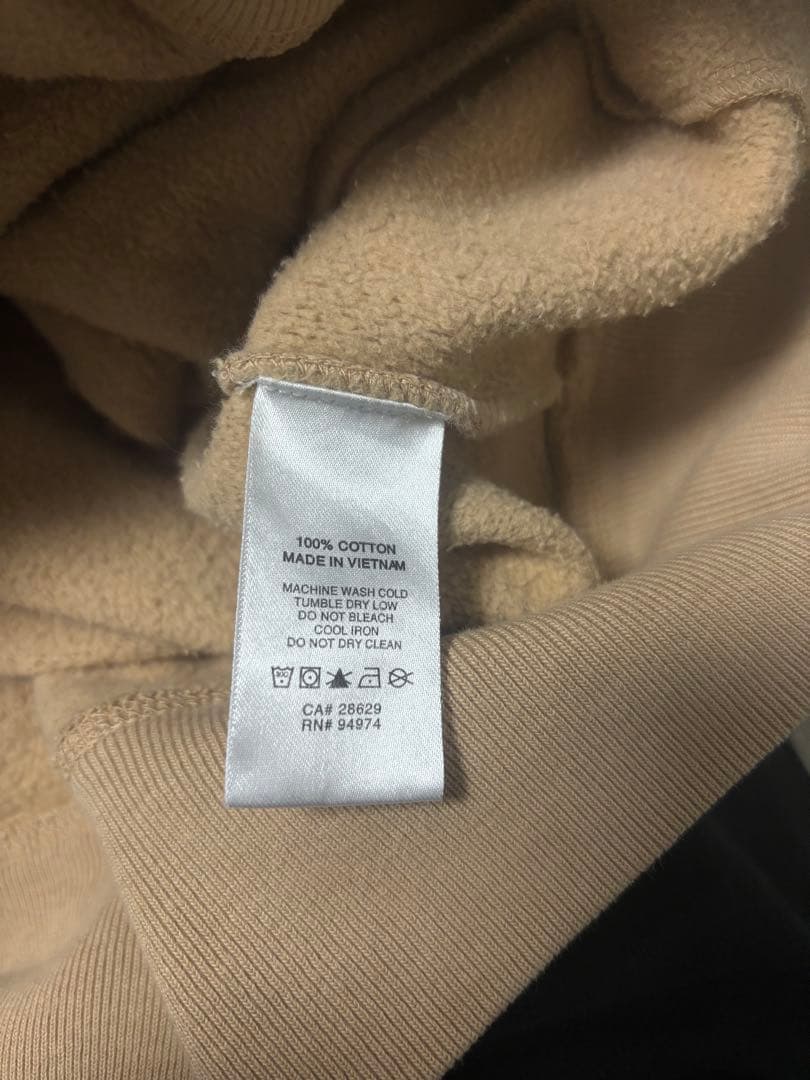 100% COTTON
MADE IN VIETNAM
MACHINE WASH COLD
TUMBLE DRY LOW
DO NOT BLEACH
COOL IRON
DO NOT DRY CLEAN
CA# 28629
RN# 94974